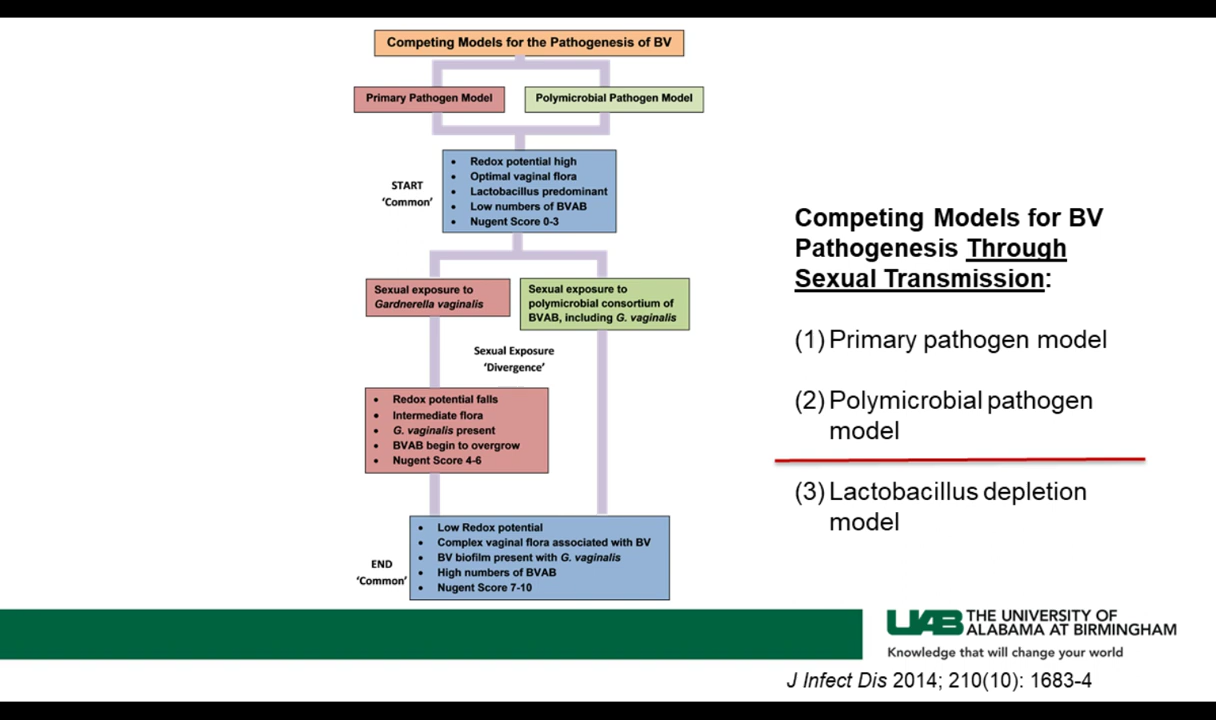 Competing Models for the Pathogenesis of BV
Primary Pathogen Model
Polymicrobial Pathogen Model
START
'Common'
• Redox potential high
• Optimal vaginal flora
• Lactobacillus predominant
• Low numbers of BVAB
• Nugent Score 0-3
Sexual exposure to
Gardnerella vaginalis
Sexual exposure to
polymicrobial consortium of
BVAB, including G. vaginalis
Sexual Exposure
'Divergence'
• Redox potential falls
• Intermediate flora
• G. vaginalis present
• BVAB begin to overgrow
• Nugent Score 4-6
END
'Common'
• Low Redox potential
• Complex vaginal flora associated with BV
• BV biofilm present with G. vaginalis
• High numbers of BVAB
• Nugent Score 7-10
Competing Models for BV
Pathogenesis Through
Sexual Transmission:
(1) Primary pathogen model
(2) Polymicrobial pathogen
model
(3) Lactobacillus depletion
model
UAB THE UNIVERSITY OF
ALABAMA AT BIRMINGHAM
Knowledge that will change your world
J Infect Dis 2014; 210(10): 1683-4